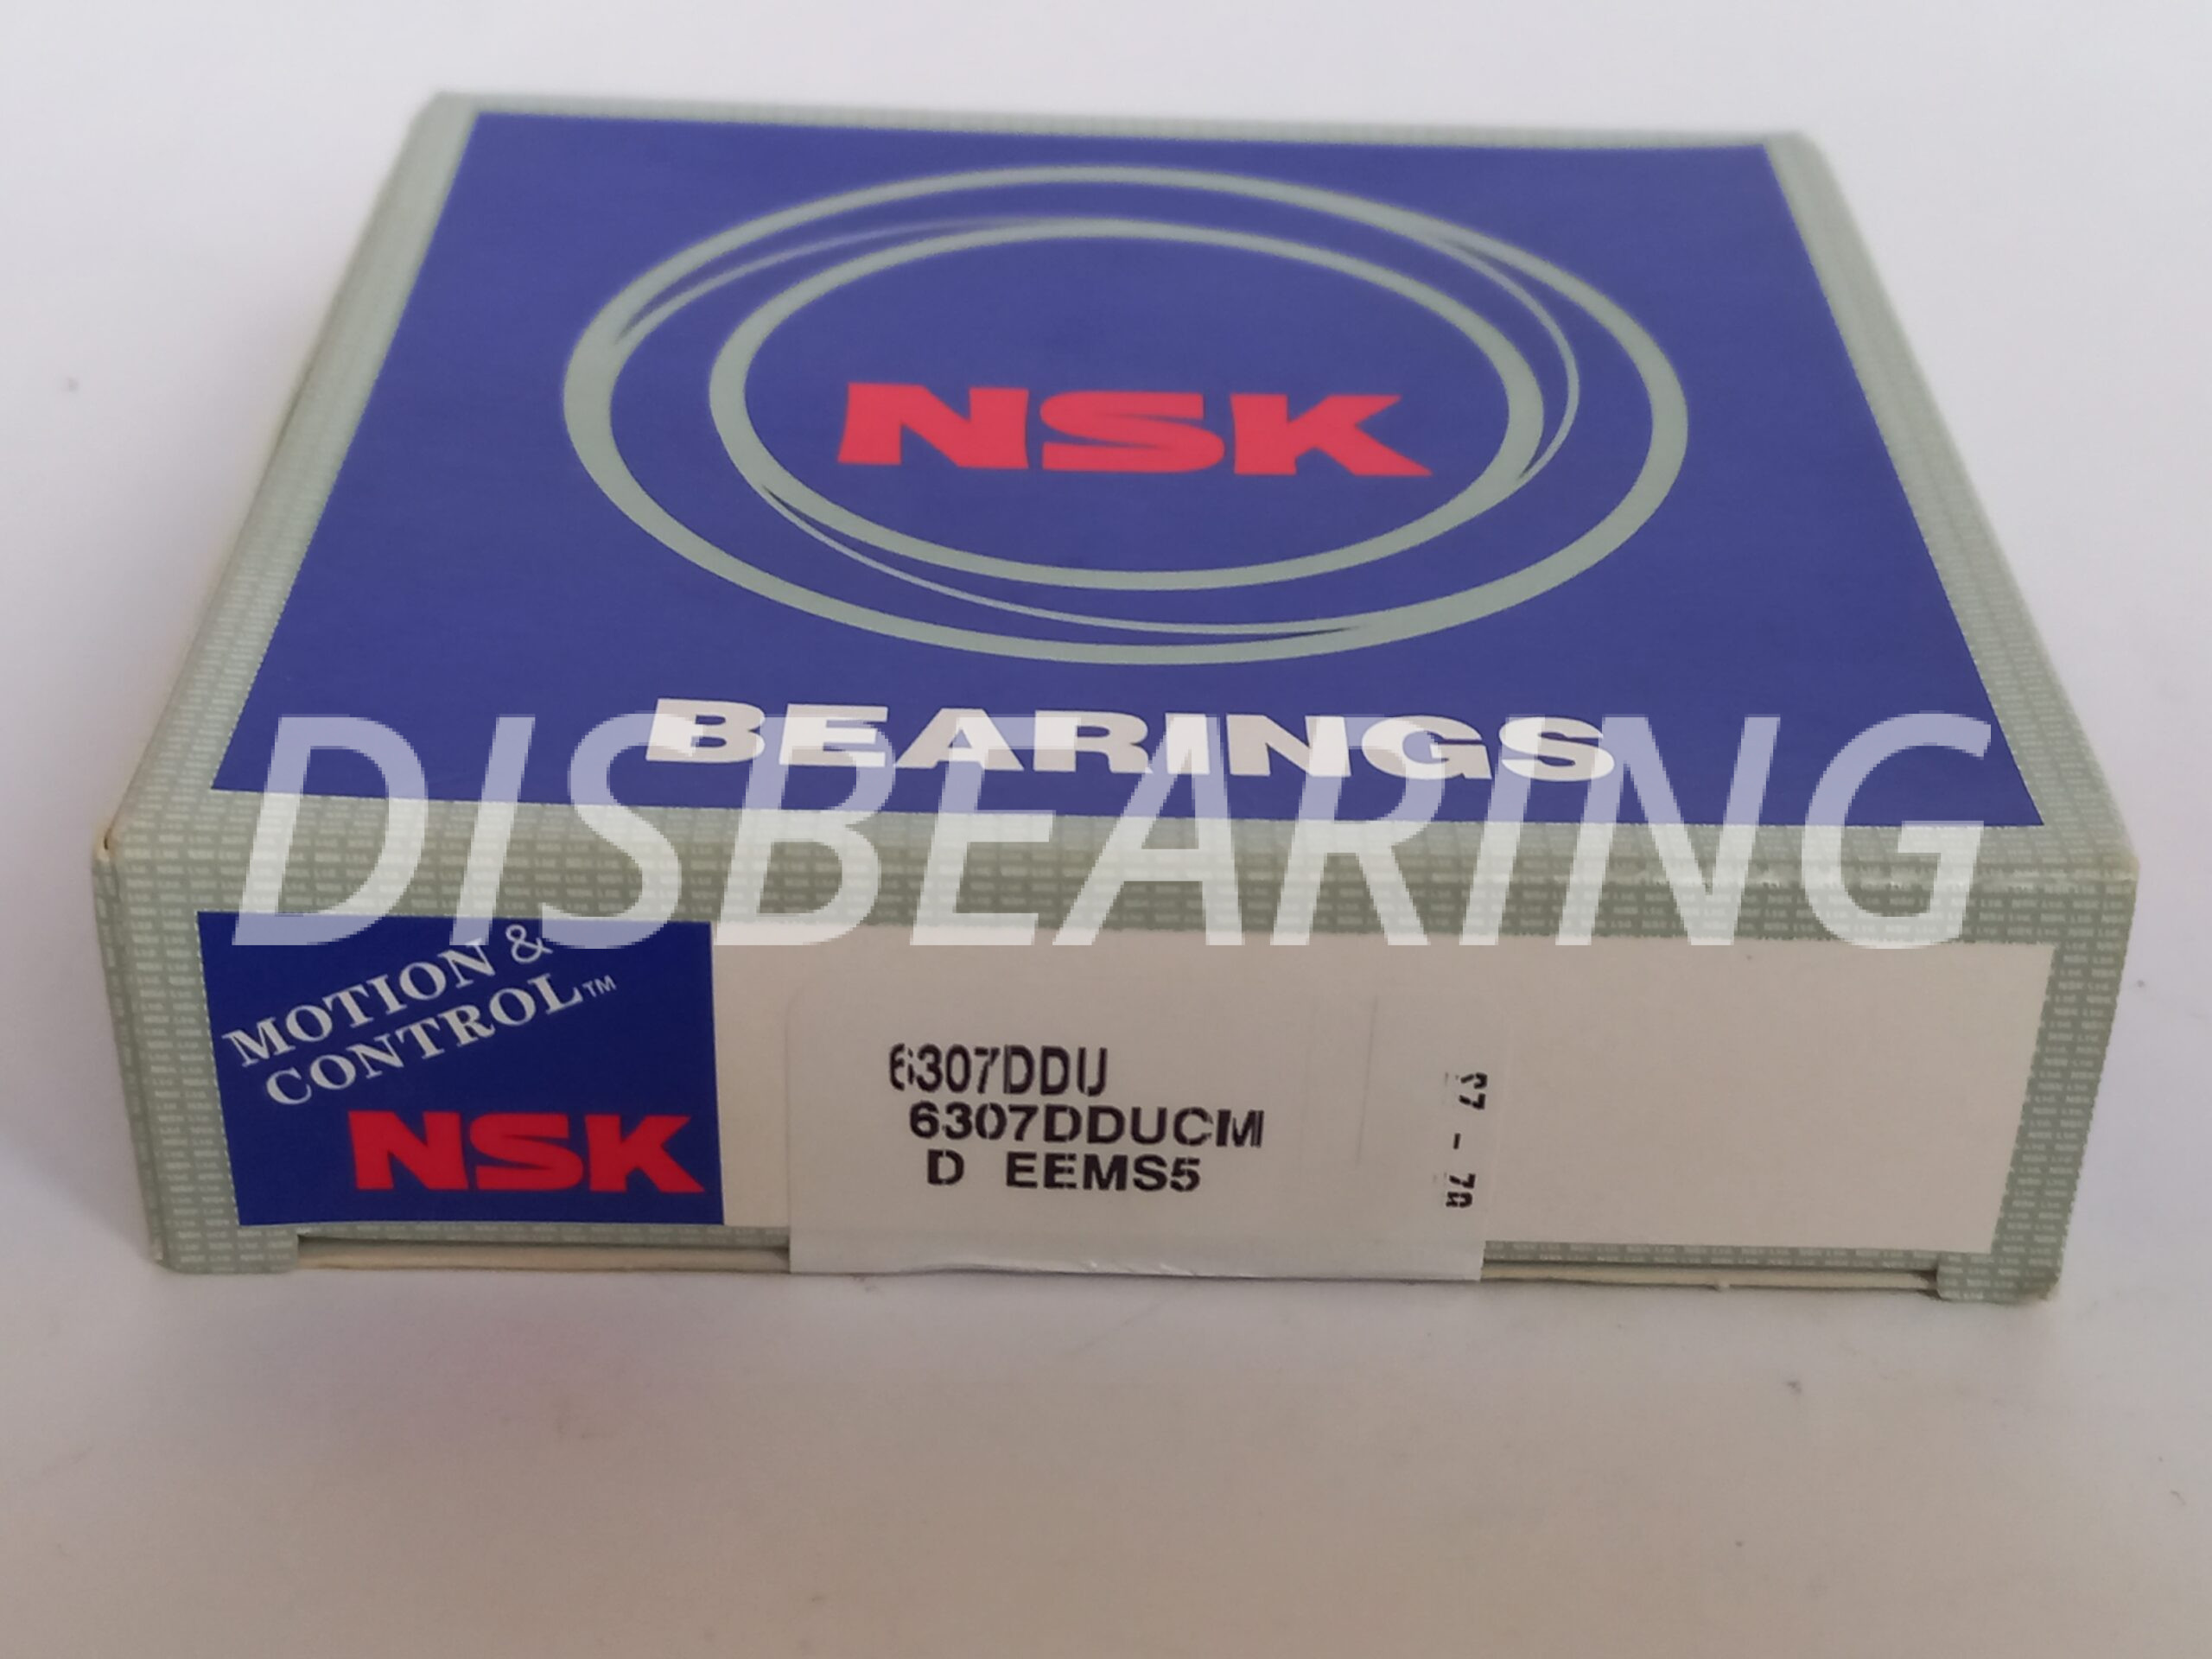 NSK
BEARINGS
DISBEARING
MOTION &
CONTROL™
NSK
6307DDU
6307DDUCM
D EEMS5